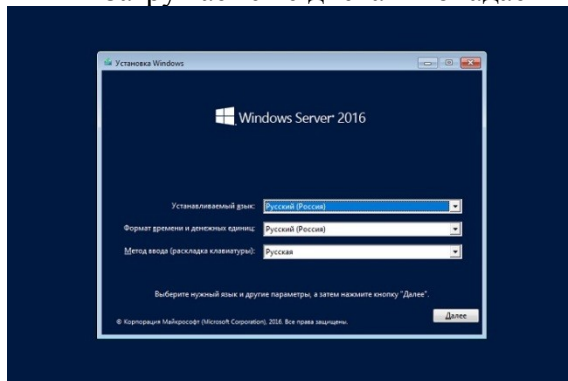 Установка Windows
Windows Server 2016
Устанавливаемый язык: Русский (Россия)
Формат времени и денежных единиц: Русский (Россия)
Метод ввода (раскладка клавиатуры): Русская
Выберите нужный язык и другие параметры, а затем нажмите кнопку "Далее".
© Корпорация Майкрософт (Microsoft Corporation), 2016. Все права защищены.
Далее